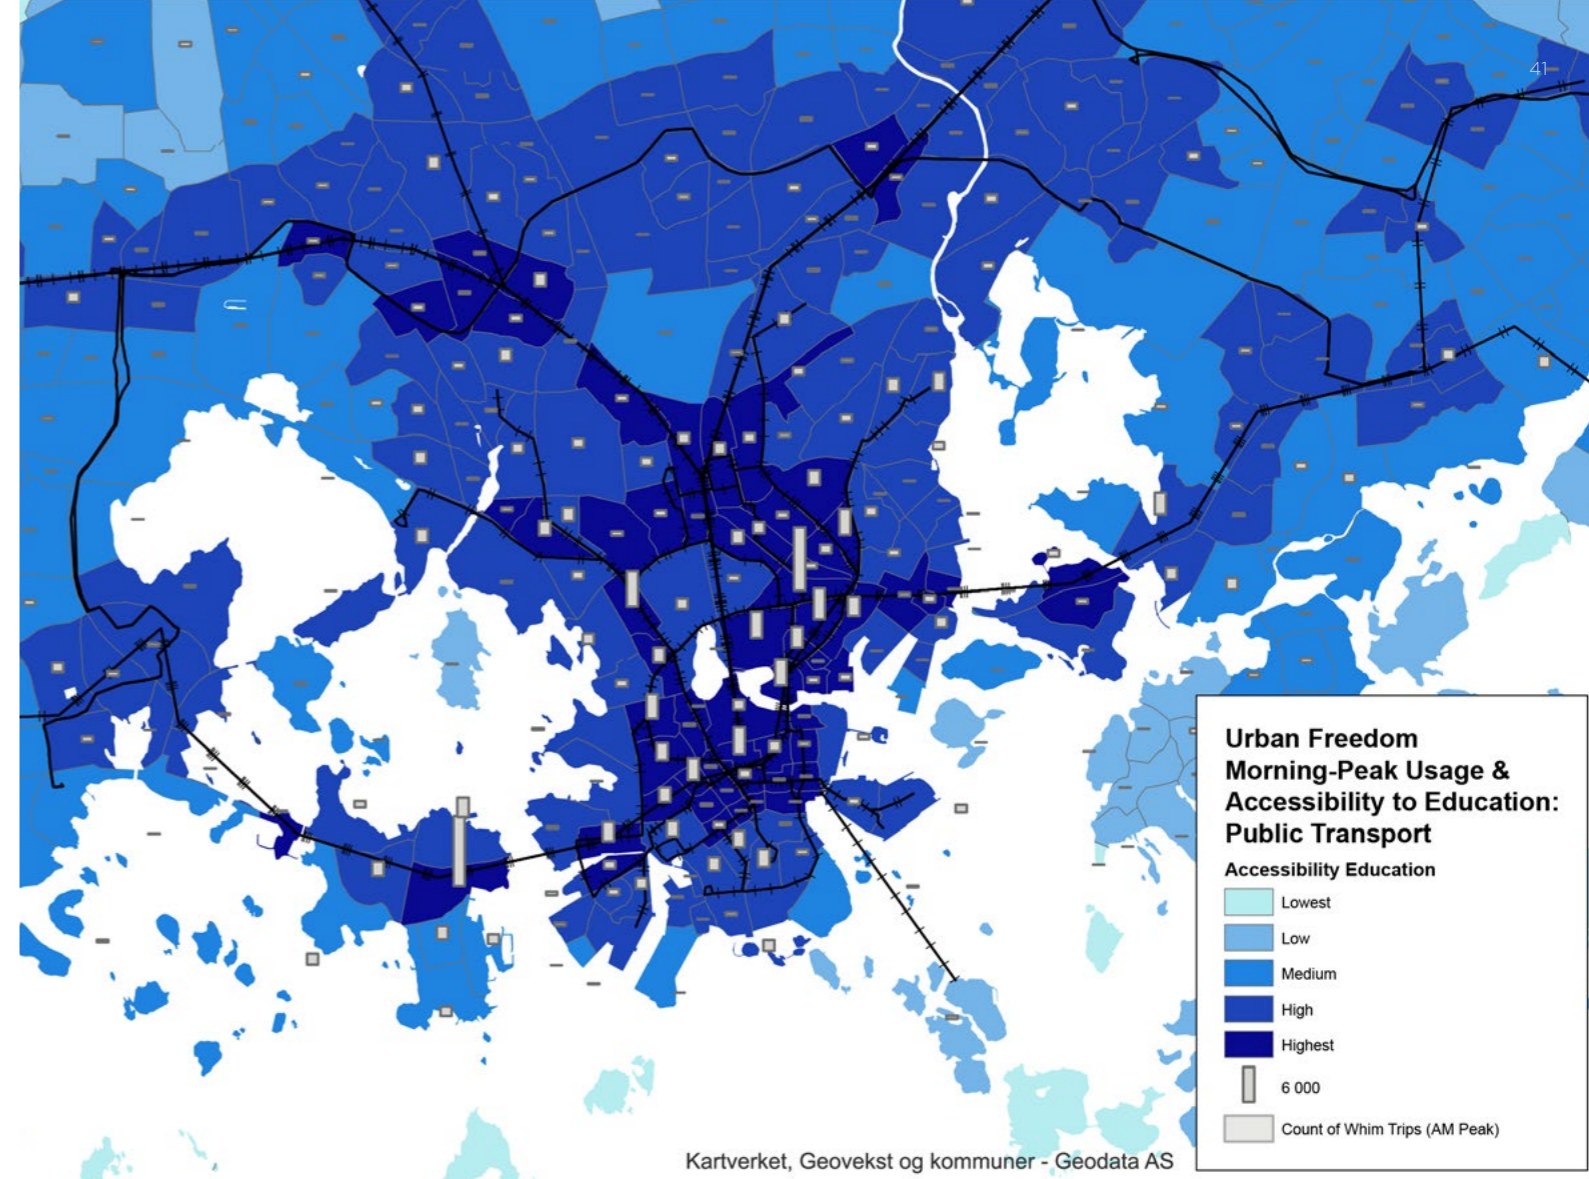 41
Urban Freedom
Morning-Peak Usage &
Accessibility to Education:
Public Transport
Accessibility Education
Lowest
Low
Medium
High
Highest
6 000
Count of Whim Trips (AM Peak)
Kartverket, Geovekst og kommuner - Geodata AS